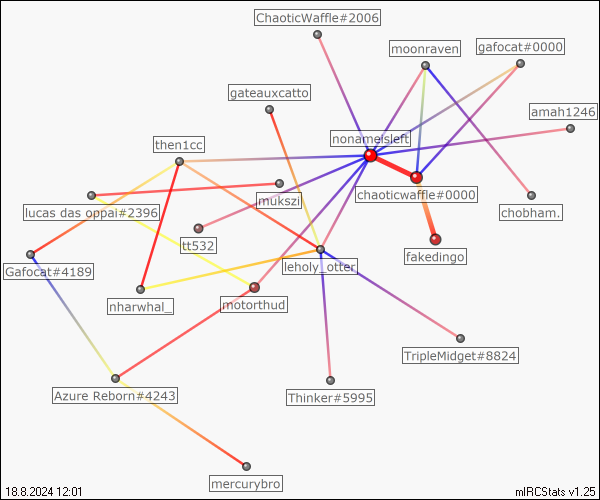 ChaoticWaffle#2006
moonraven
gafocat#0000
gateauxcatto
amah1246
nonameisleft
then1cc
chaoticwaffle#0000
mukszi
lucas das oppai#2396
chobham.
tt532
fakedingo
leholy_otter
Gafocat#4189
nharwhal_
motorthud
TripleMidget#8824
Azure Reborn#4243
Thinker#5995
mercurybro
18.8.2024 12:01
mIRCStats v1.25